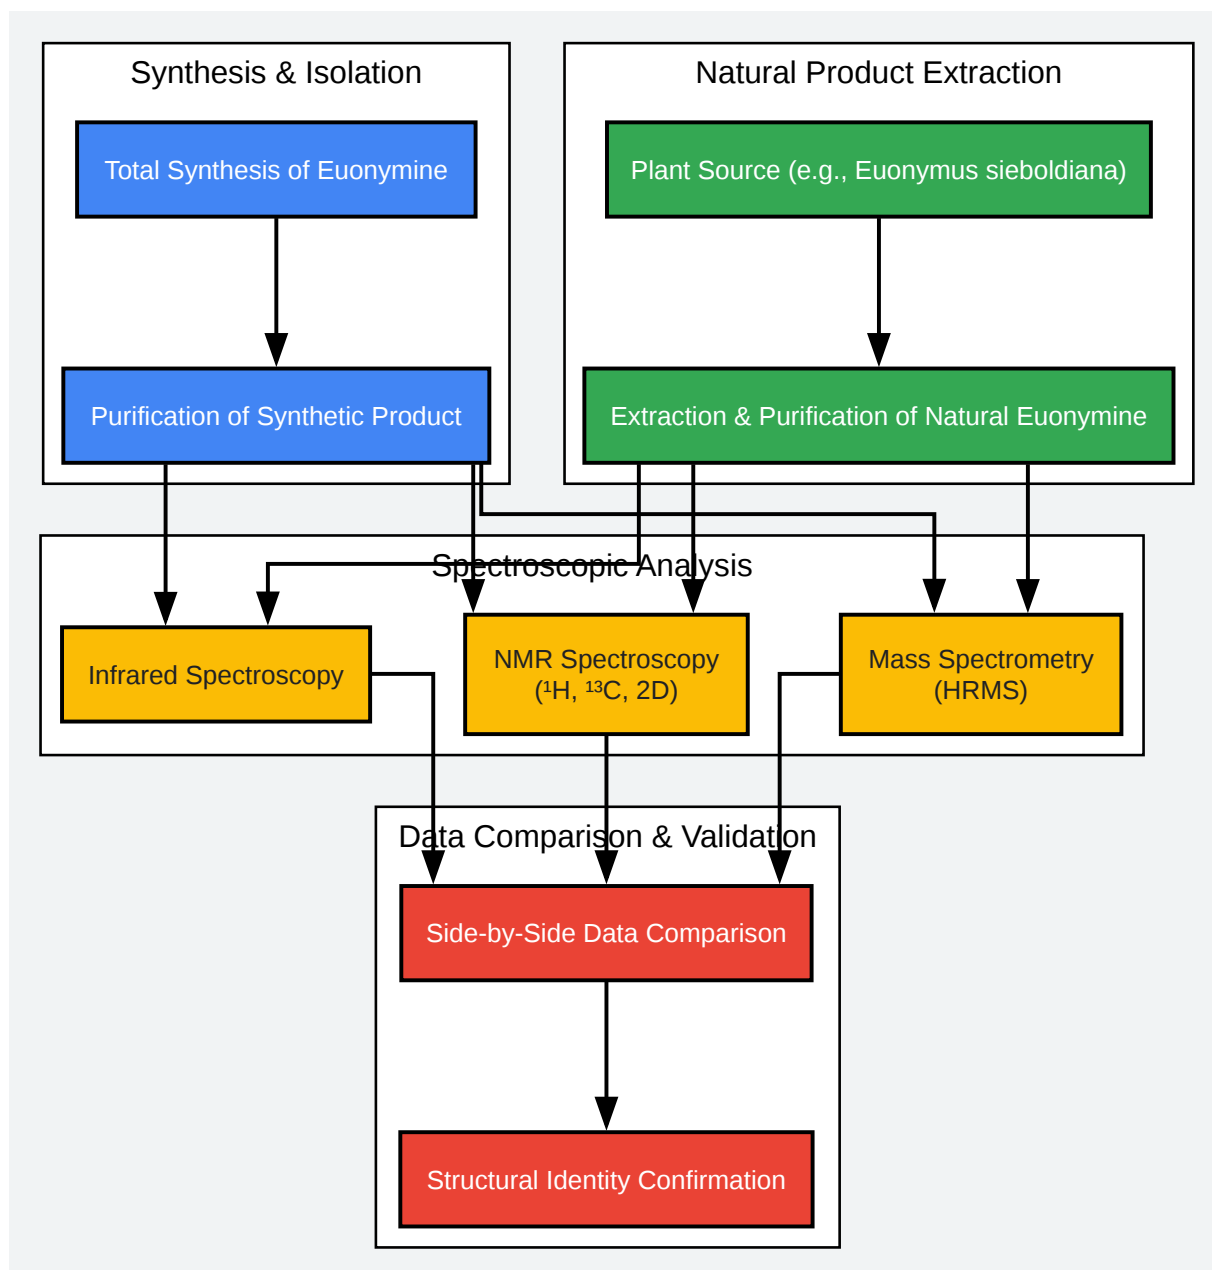 Synthesis & Isolation
Natural Product Extraction
Total Synthesis of Euonymine
Plant Source (e.g., Euonymus sieboldiana)
Purification of Synthetic Product
Extraction & Purification of Natural Euonymine
Spectroscopic Analysis
Infrared Spectroscopy
NMR Spectroscopy
(¹H, ¹³C, 2D)
Mass Spectrometry
(HRMS)
Data Comparison & Validation
Side-by-Side Data Comparison
Structural Identity Confirmation